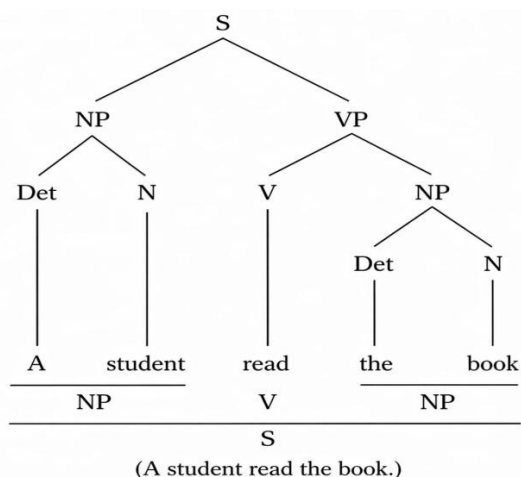 S
NP VP
Det N V NP
Det N
A student read the book
NP V NP
S
(A student read the book.)